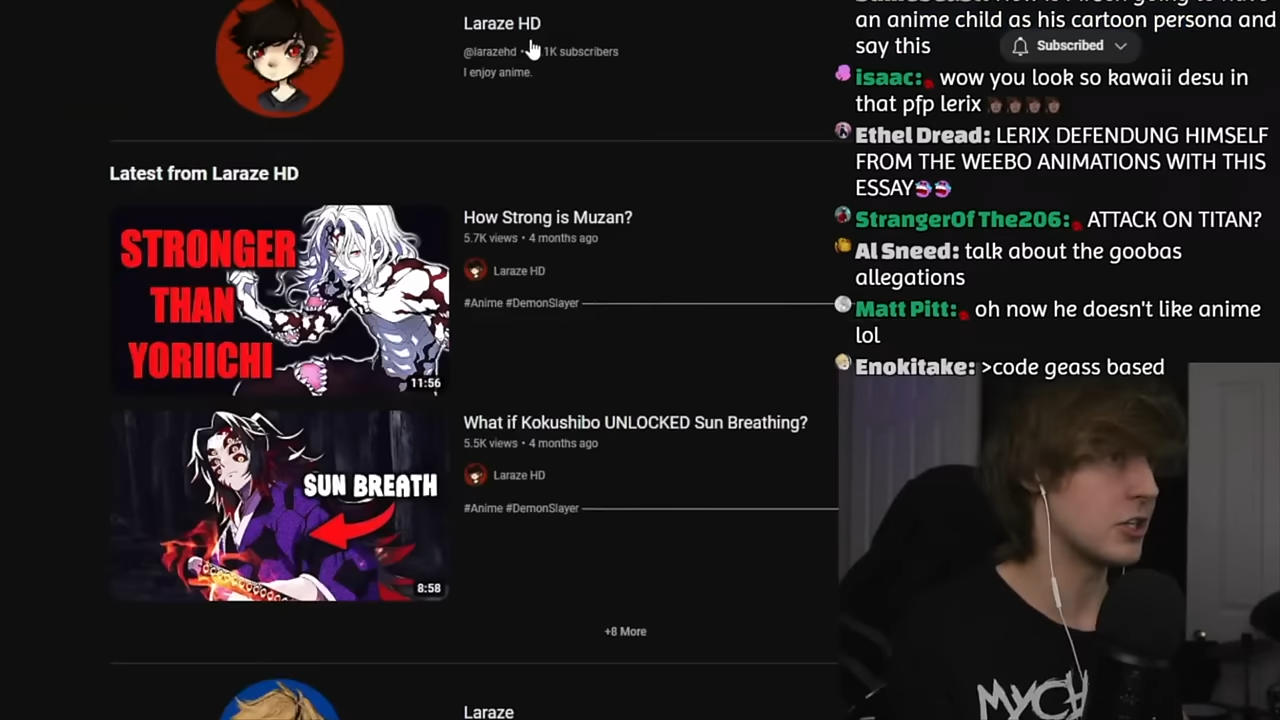 Laraze HD
@larazehd •
1K subscribers
I enjoy anime.
Subscribed
Latest from Laraze HD
STRONGER
THAN
YORIICHI
11:56
How Strong is Muzan?
5.7K views • 4 months ago
Laraze HD
#Anime #DemonSlayer
SUN BREATH
8:58
What if Kokushibo UNLOCKED Sun Breathing?
5.5K views • 4 months ago
Laraze HD
#Anime #DemonSlayer
+8 More
Laraze
an anime child as his cartoon persona and
say this
isaac: wow you look so kawaii desu in
that pfp lerix
Ethel Dread: LERIX DEFENDUNG HIMSELF
FROM THE WEEBO ANIMATIONS WITH THIS
ESSAY
StrangerOf The206: ATTACK ON TITAN?
Al Sneed: talk about the goobas
allegations
Matt Pitt: oh now he doesn't like anime
lol
Enokitake: >code geass based
MYCH